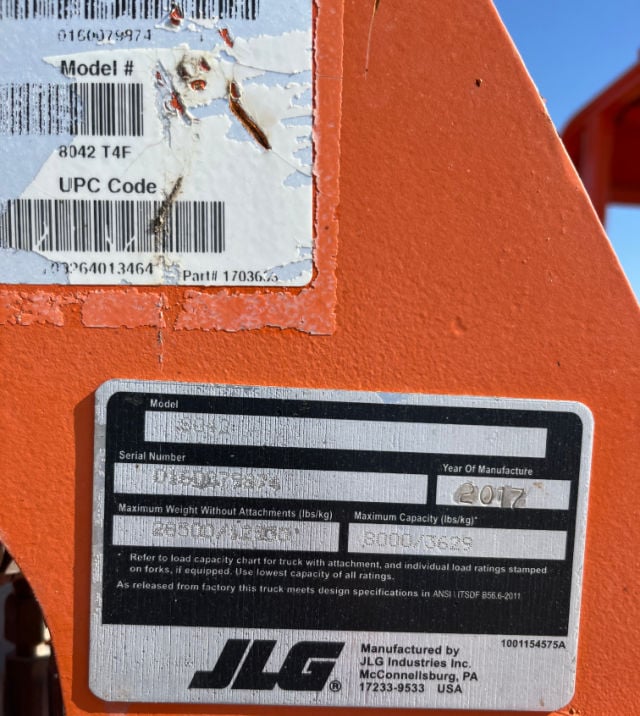 0160079974
Model #
8042 T4F
UPC Code
Part#
Model
8042
Serial Number
Year Of Manufacture
2017
Maximum Weight Without Attachments (lbs/kg)
Maximum Capacity (lbs/kg)*
8000/3629
Refer to load capacity chart for truck with attachment, and individual load ratings stamped
on forks, if equipped. Use lowest capacity of all ratings.
As released from factory this truck meets design specifications in ANSI \ ITSDF B56.6-2011
1001154575A
JLG®
Manufactured by
JLG Industries Inc.
McConnellsburg, PA
17233-9533 USA